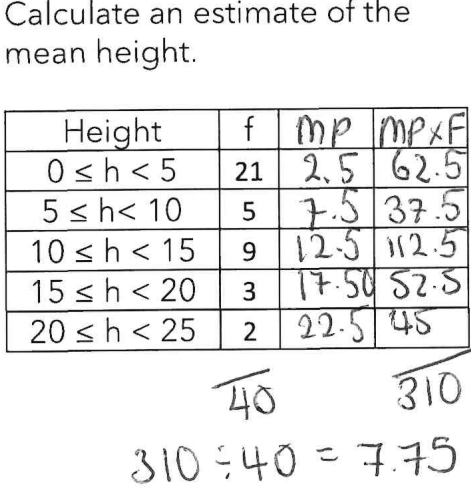 Calculate an estimate of the
mean height.
Height f MP MP×F
0 ≤ h < 5 21 2.5 62.5
5 ≤ h< 10 5 7.5 37.5
10 ≤ h < 15 9 12.5 112.5
15 ≤ h < 20 3 17.50 52.5
20 ≤ h < 25 2 22.5 45
40 310
310 ÷ 40 = 7.75